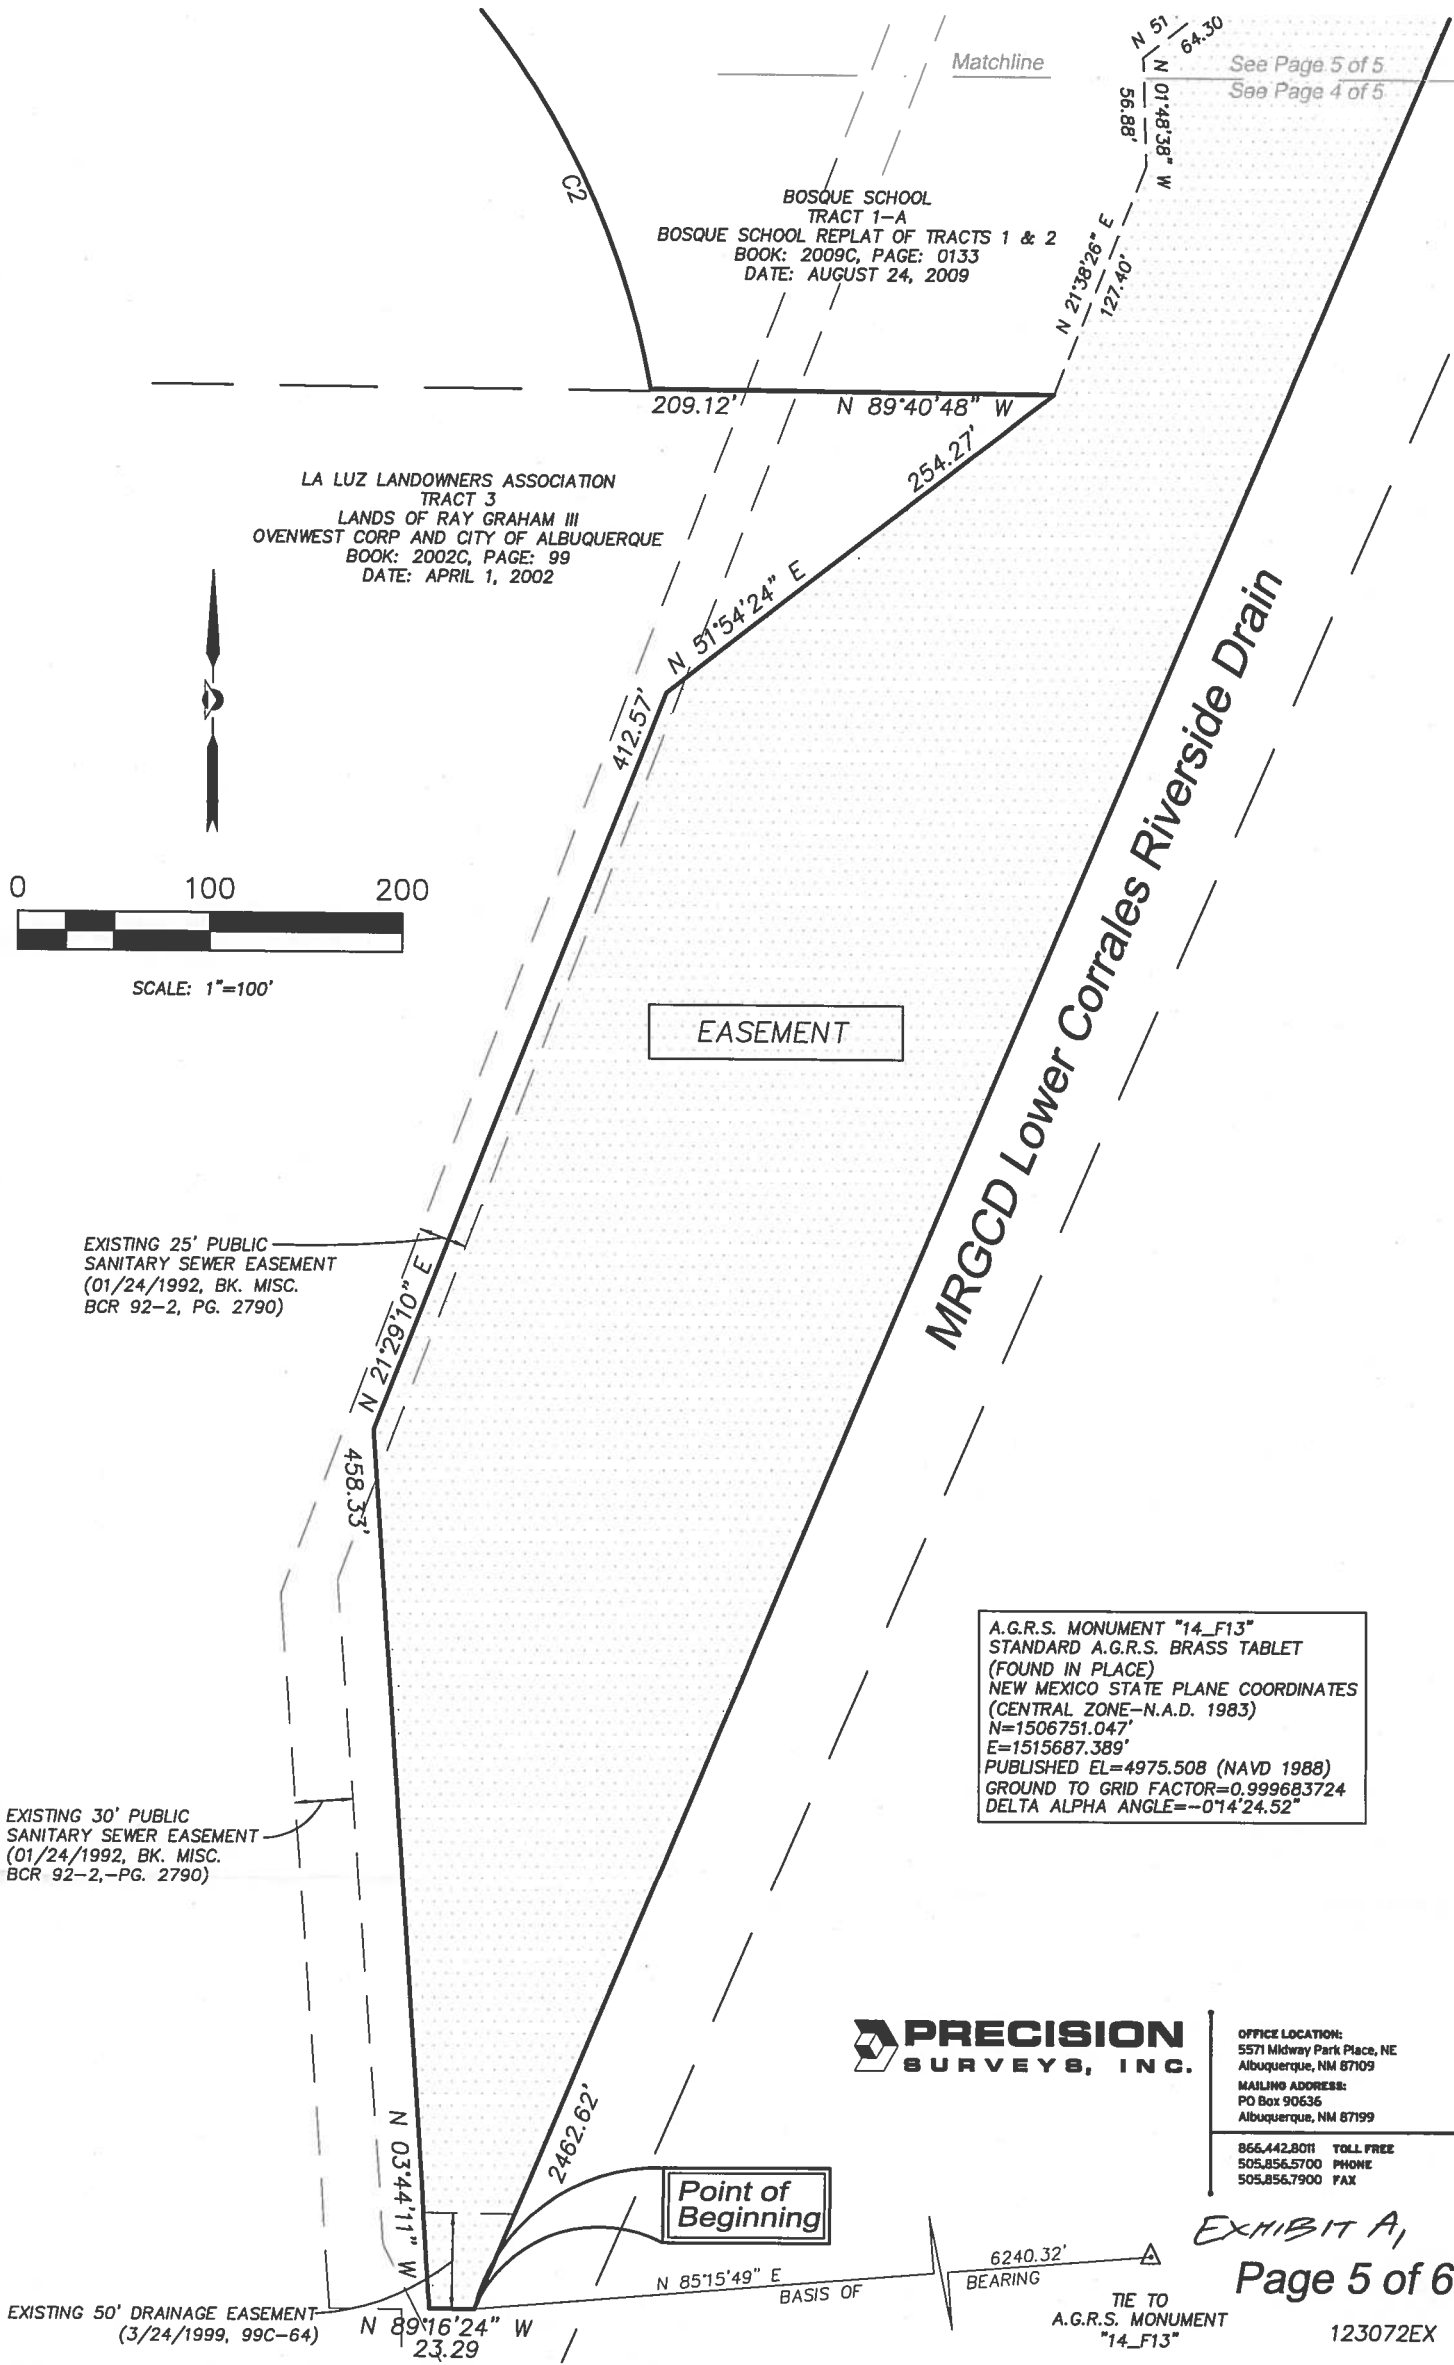 N 51
64.30
Matchline
See Page 5 of 5
See Page 4 of 5
N 01°48'38" W
56.88'
C2
BOSQUE SCHOOL
TRACT 1-A
BOSQUE SCHOOL REPLAT OF TRACTS 1 & 2
BOOK: 2009C, PAGE: 0133
DATE: AUGUST 24, 2009
N 21°38'26" E
127.40'
209.12'
N 89°40'48" W
254.27'
LA LUZ LANDOWNERS ASSOCIATION
TRACT 3
LANDS OF RAY GRAHAM III
OVENWEST CORP AND CITY OF ALBUQUERQUE
BOOK: 2002C, PAGE: 99
DATE: APRIL 1, 2002
N 51°54'24" E
412.57'
MRGCD Lower Corrales Riverside Drain
0 100 200
SCALE: 1"=100'
EASEMENT
EXISTING 25' PUBLIC
SANITARY SEWER EASEMENT
(01/24/1992, BK. MISC.
BCR 92-2, PG. 2790)
N 21°29'10" E
458.33'
A.G.R.S. MONUMENT "14_F13"
STANDARD A.G.R.S. BRASS TABLET
(FOUND IN PLACE)
NEW MEXICO STATE PLANE COORDINATES
(CENTRAL ZONE-N.A.D. 1983)
N=1506751.047'
E=1515687.389'
PUBLISHED EL=4975.508 (NAVD 1988)
GROUND TO GRID FACTOR=0.999683724
DELTA ALPHA ANGLE=-0°14'24.52"
EXISTING 30' PUBLIC
SANITARY SEWER EASEMENT
(01/24/1992, BK. MISC.
BCR 92-2,-PG. 2790)
PRECISION
SURVEYS, INC.
OFFICE LOCATION:
5571 Midway Park Place, NE
Albuquerque, NM 87109
MAILING ADDRESS:
PO Box 90636
Albuquerque, NM 87199
866.442.8011 TOLL FREE
505.856.5700 PHONE
505.856.7900 FAX
N 03°44'11" W
2462.62'
Point of
Beginning
EXHIBIT A,
Page 5 of 6
123072EX
N 85°15'49" E
BASIS OF
6240.32'
BEARING
TIE TO
A.G.R.S. MONUMENT
"14_F13"
EXISTING 50' DRAINAGE EASEMENT
(3/24/1999, 99C-64)
N 89°16'24" W
23.29